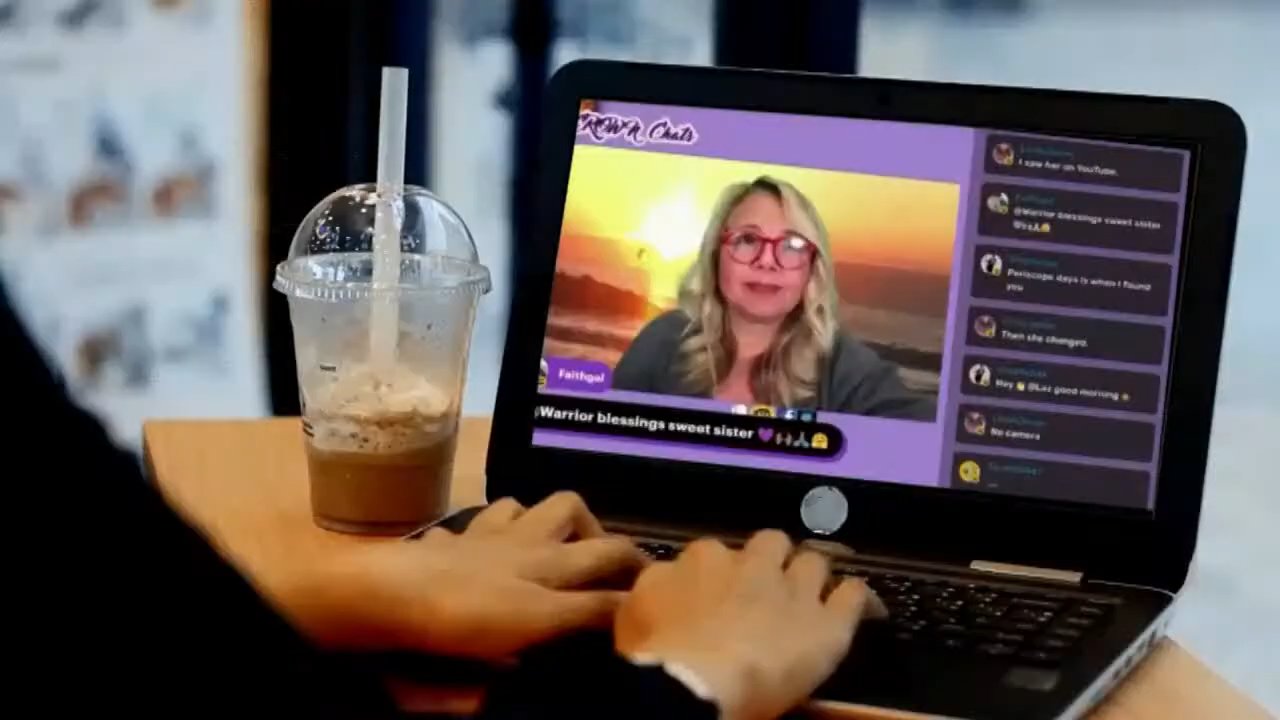 CROWN Chats
Faithgal
@Warrior blessings sweet sister 💜🙌🙏🤗
I saw her on YouTube.
@Warrior blessings sweet sister
Periscope days is when I found
you
Then she changed.
Hey 👋 @Laz good morning
No camera